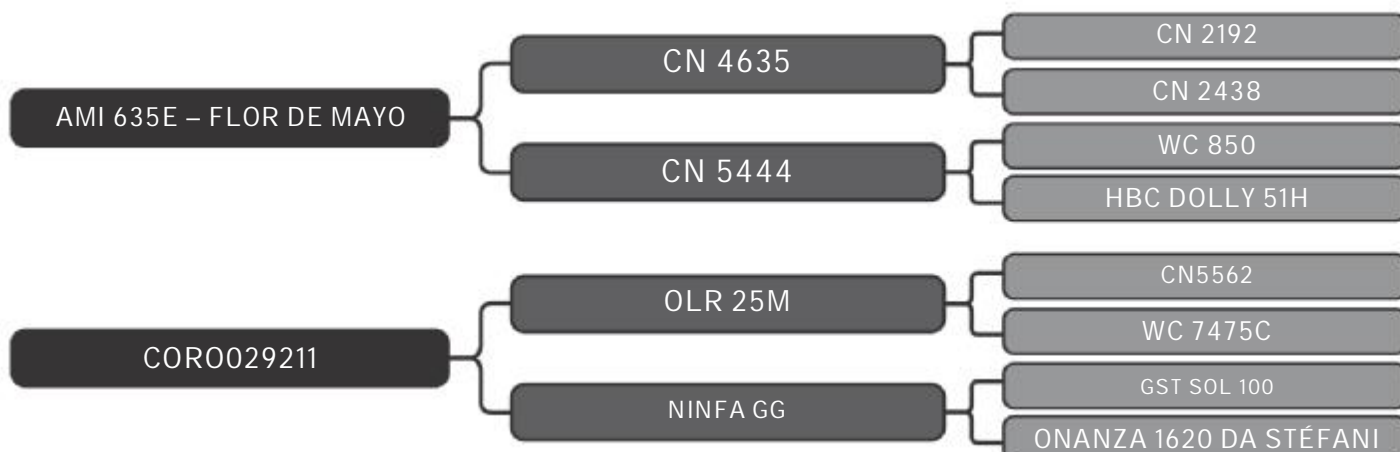 AMI 635E – FLOR DE MAYO
CN 4635
CN 2192
CN 2438
CN 5444
WC 850
HBC DOLLY 51H
CORO029211
OLR 25M
CN5562
WC 7475C
NINFA GG
GST SOL 100
ONANZA 1620 DA STÉFANI